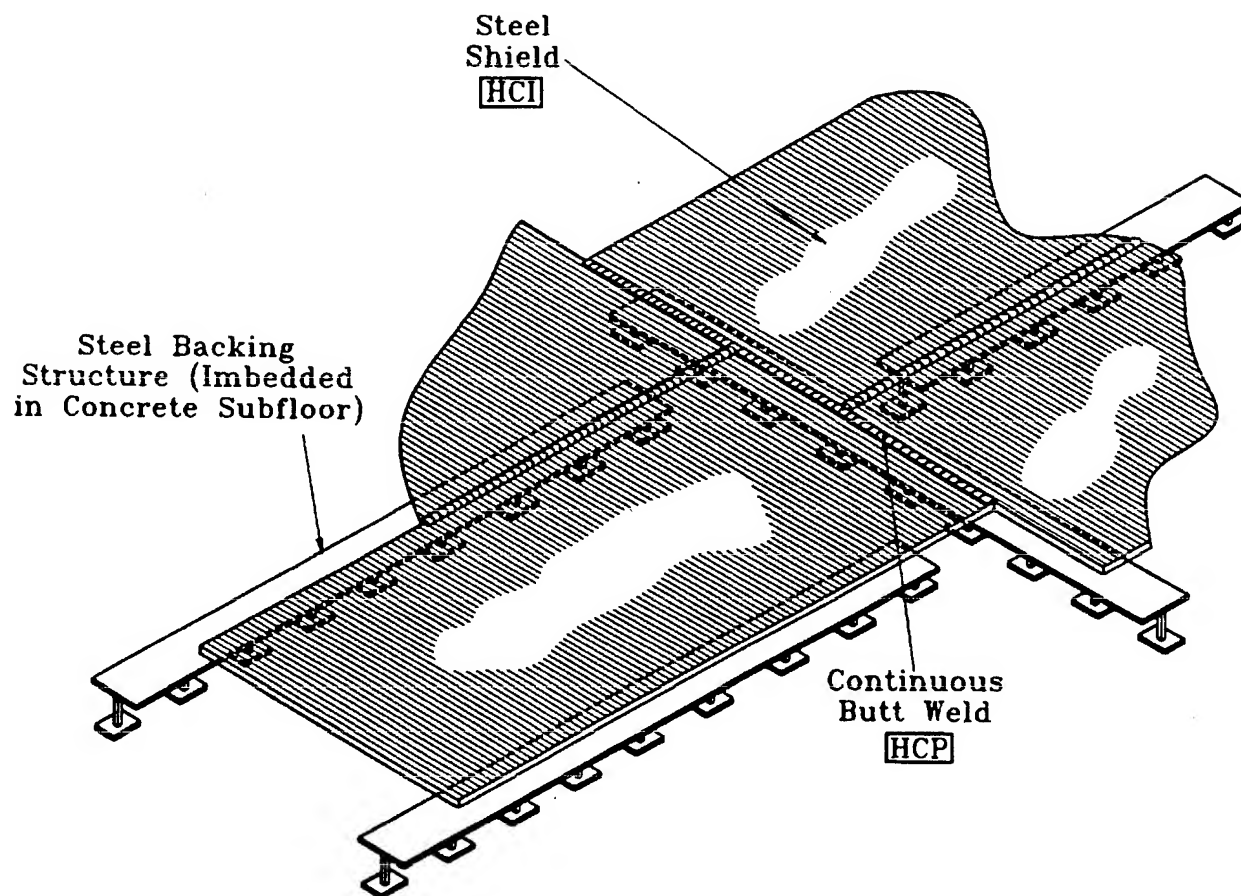 Steel
Shield
HCI
Steel Backing
Structure (Imbedded
in Concrete Subfloor)
Continuous
Butt Weld
HCP